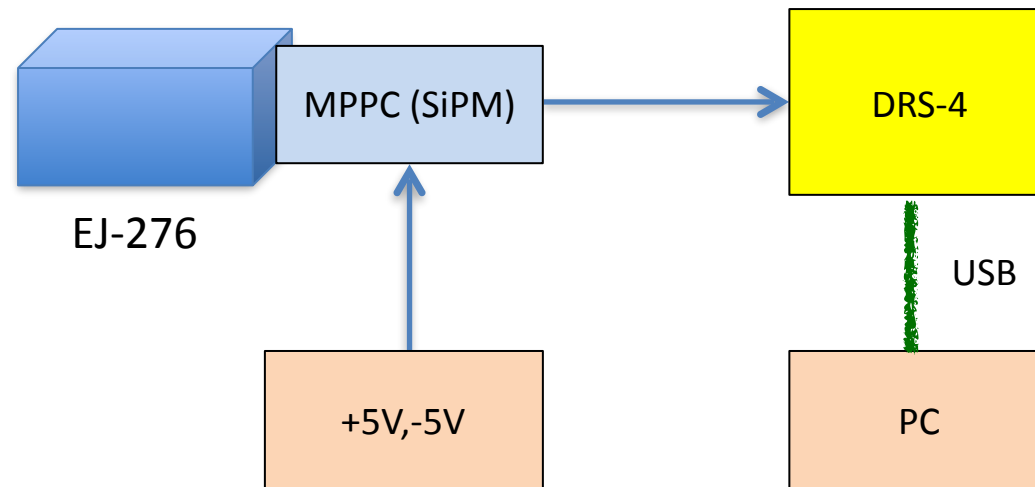 MPPC (SiPM)
DRS-4
EJ-276
USB
+5V,-5V
PC